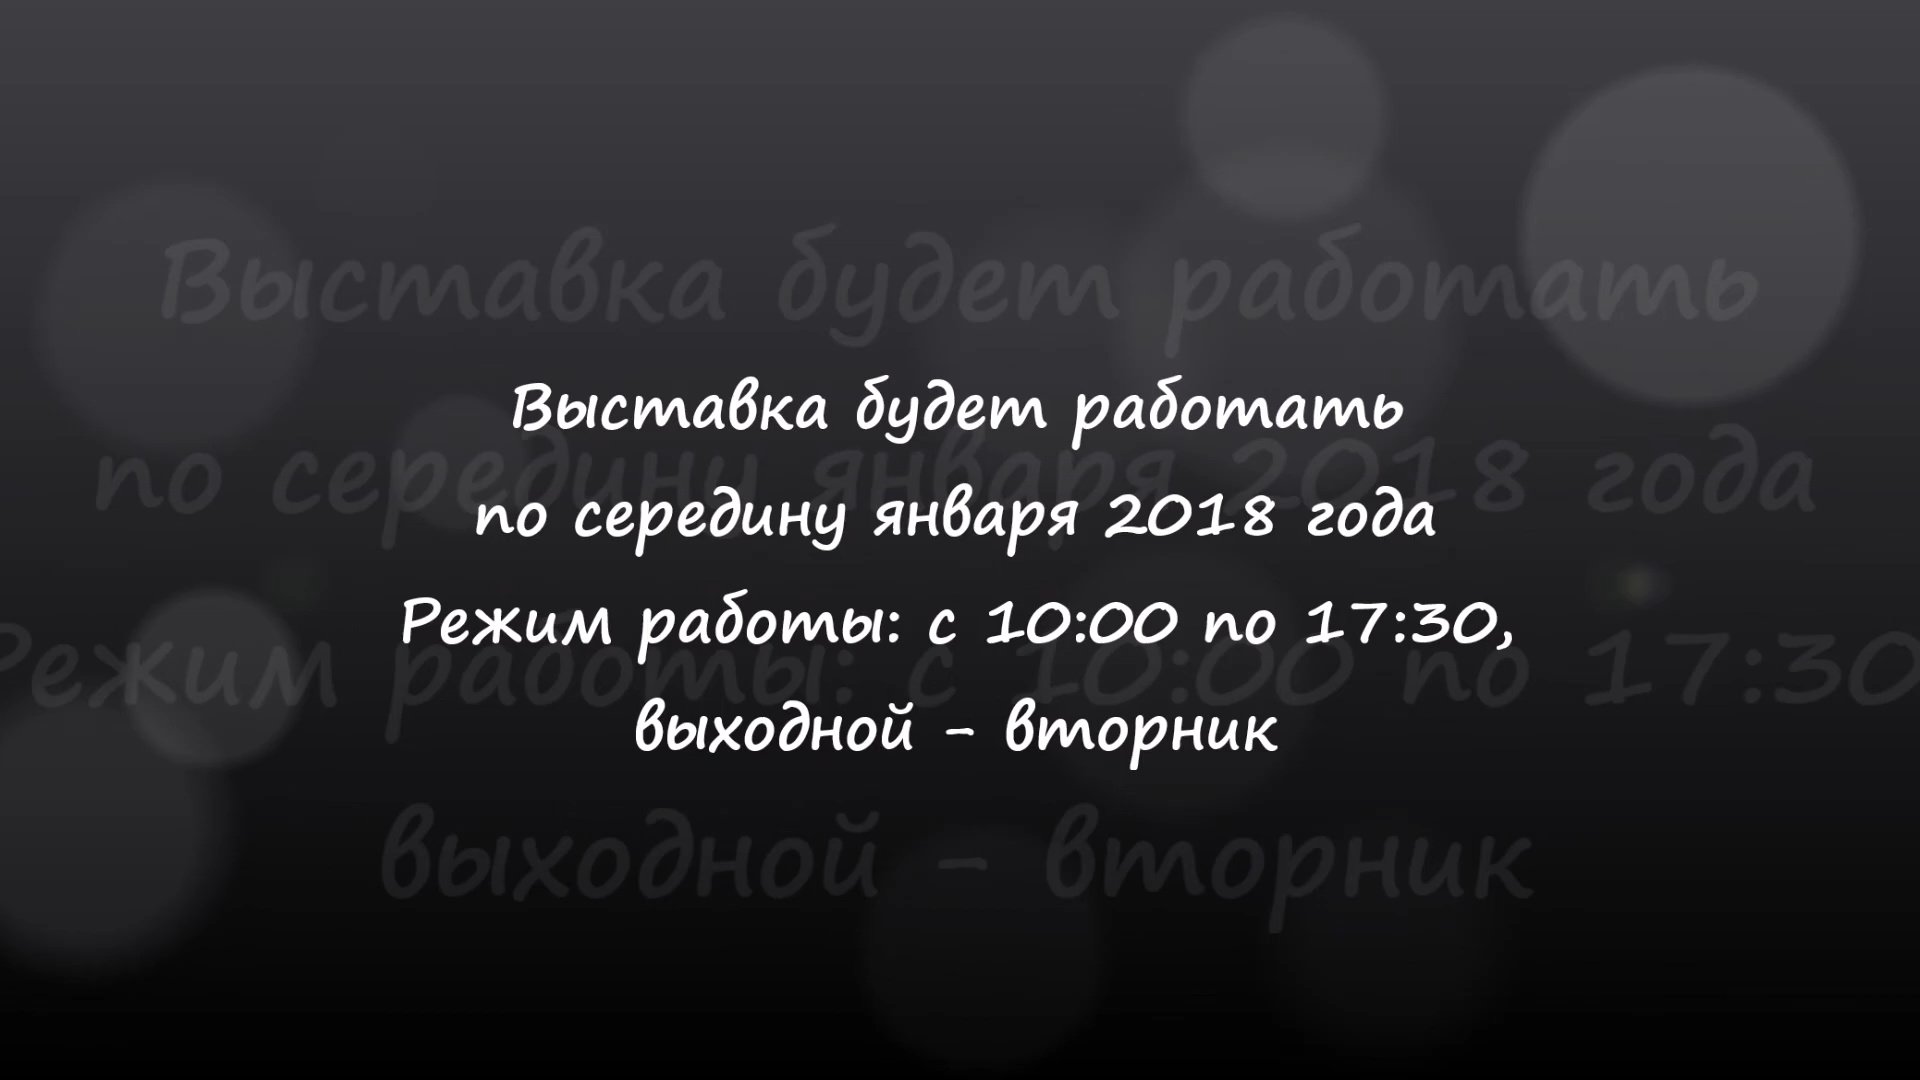 Выставка будет работать
по середину января 2018 года
Режим работы: с 10:00 по 17:30,
выходной - вторник